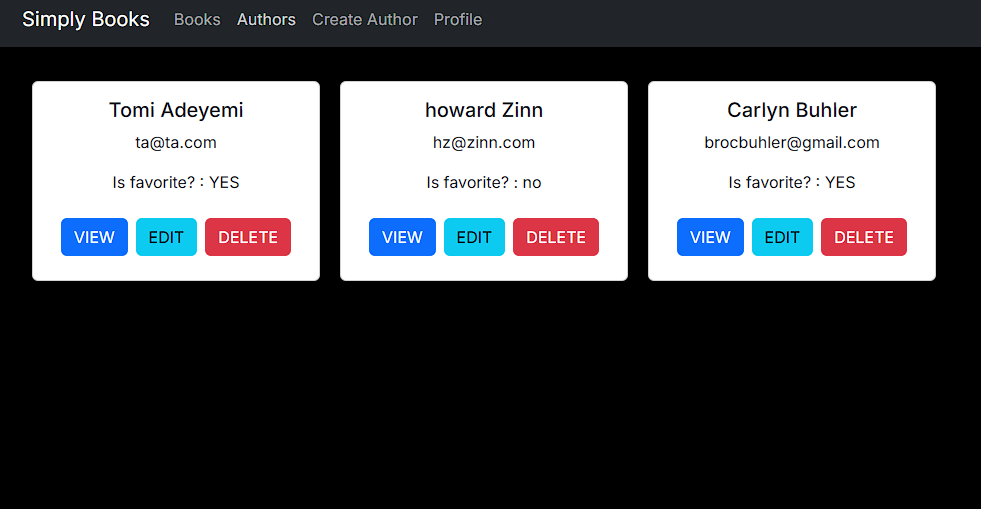 Simply Books Books Authors Create Author Profile
Tomi Adeyemi
ta@ta.com
Is favorite? : YES
VIEW EDIT DELETE
howard Zinn
hz@zinn.com
Is favorite? : no
VIEW EDIT DELETE
Carlyn Buhler
brocbuhler@gmail.com
Is favorite? : YES
VIEW EDIT DELETE